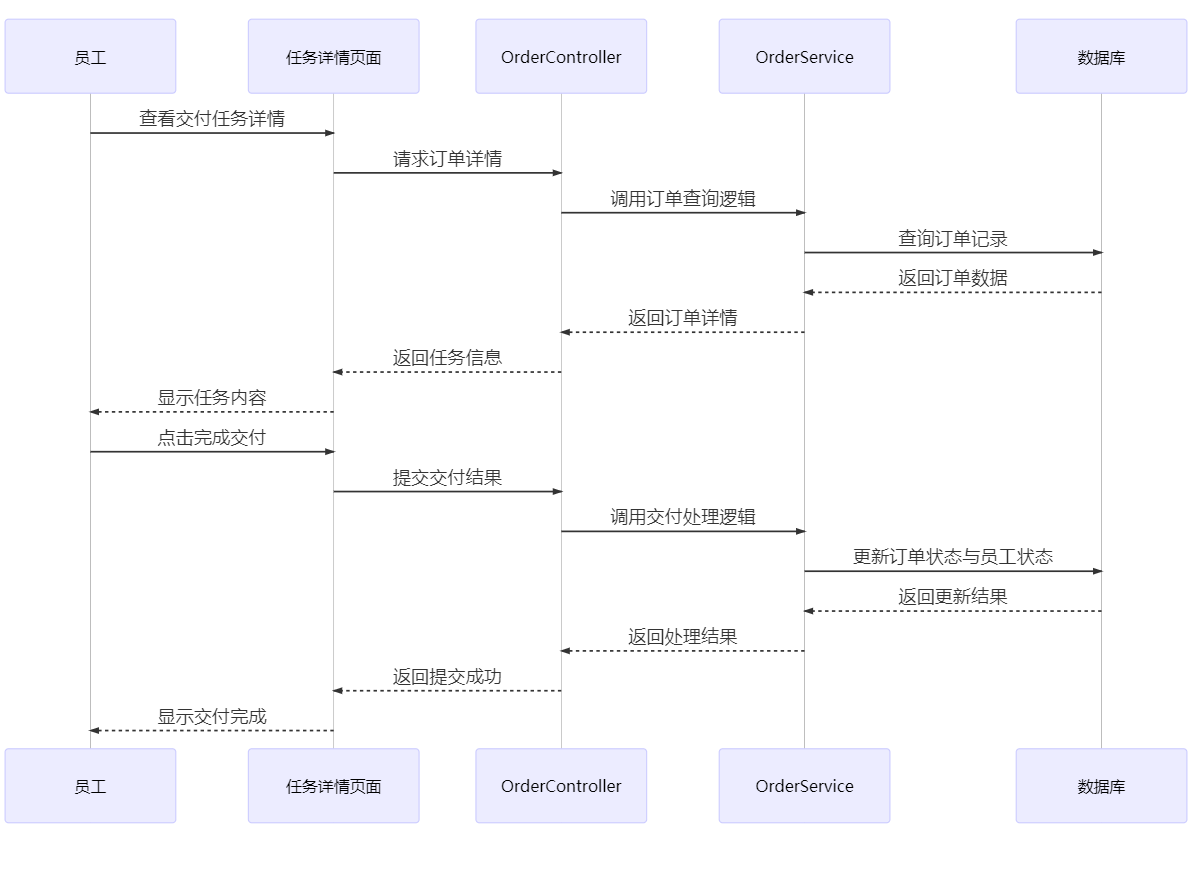 员工
任务详情页面
OrderController
OrderService
数据库
查看交付任务详情
请求订单详情
调用订单查询逻辑
查询订单记录
返回订单数据
返回订单详情
返回任务信息
显示任务内容
点击完成交付
提交交付结果
调用交付处理逻辑
更新订单状态与员工状态
返回更新结果
返回处理结果
返回提交成功
显示交付完成
员工
任务详情页面
OrderController
OrderService
数据库